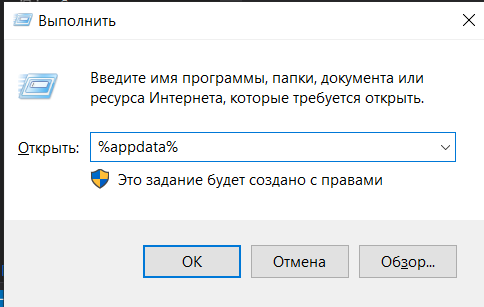 Выполнить
Введите имя программы, папки, документа или
ресурса Интернета, которые требуется открыть.
Открыть: %appdata%
Это задание будет создано с правами
ОК Отмена Обзор...